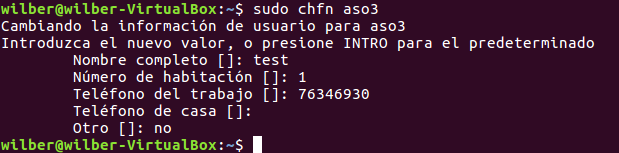 wilber@wilber-VirtualBox:~$ sudo chfn aso3
Cambiando la información de usuario para aso3
Introduzca el nuevo valor, o presione INTRO para el predeterminado
Nombre completo []: test
Número de habitación []: 1
Teléfono del trabajo []: 76346930
Teléfono de casa []:
Otro []: no
wilber@wilber-VirtualBox:~$